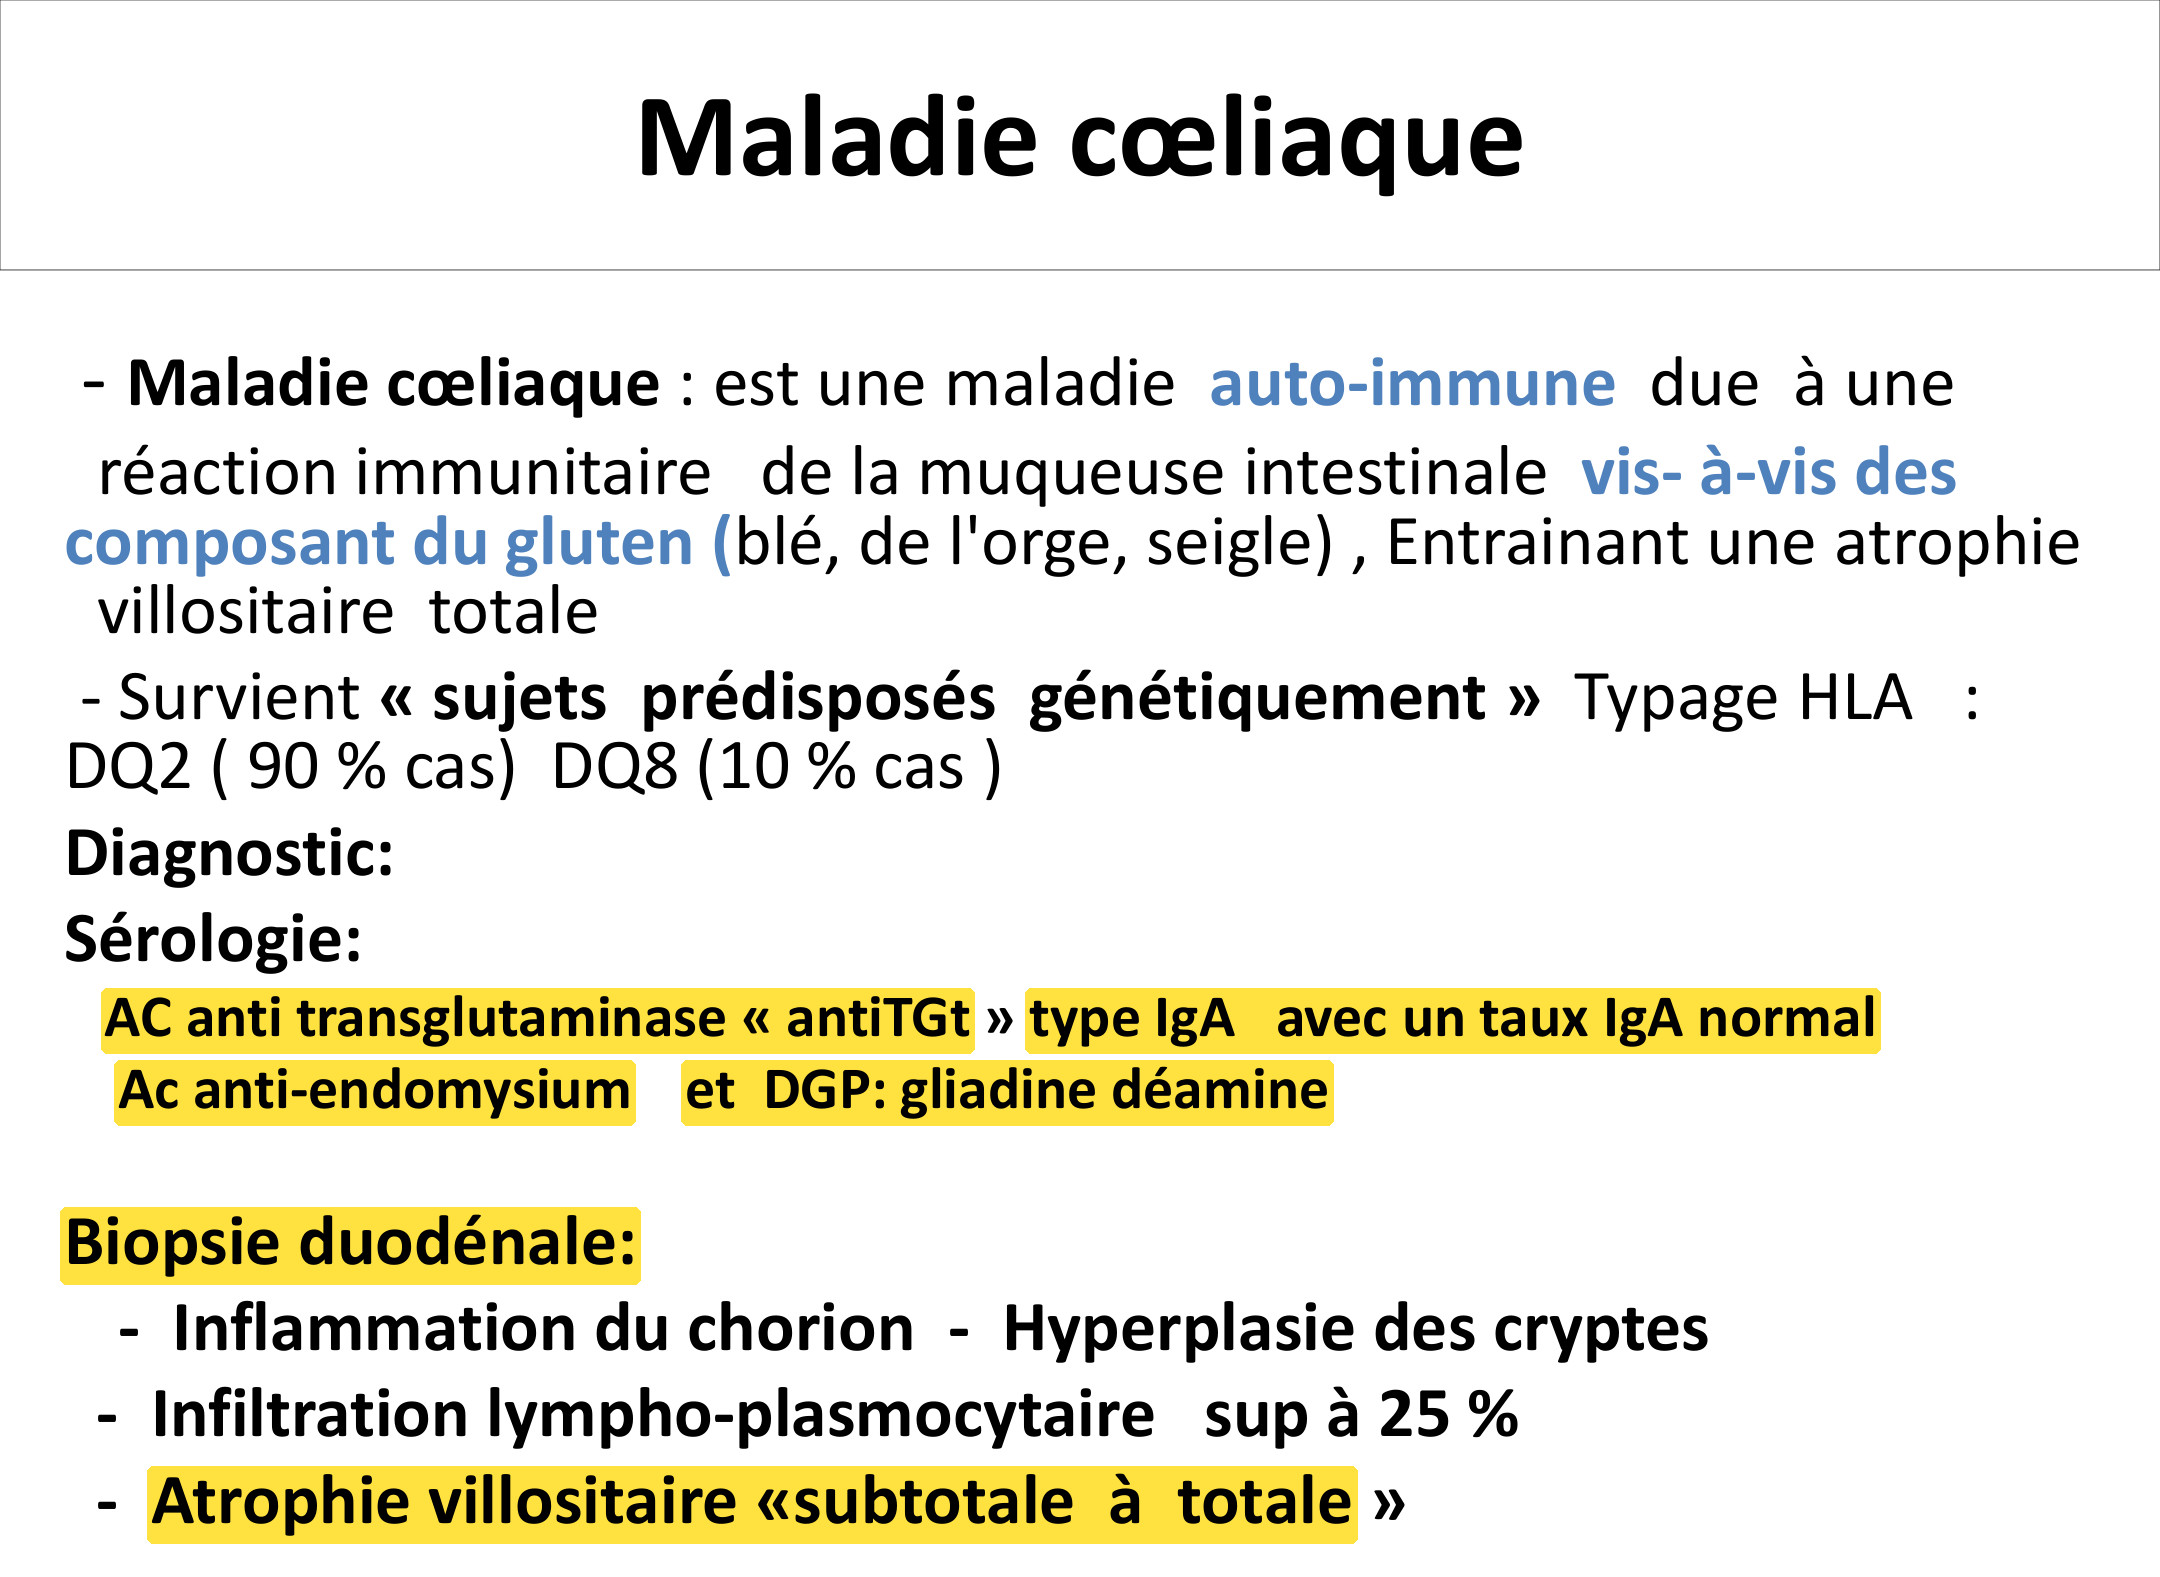 Maladie cœliaque
- Maladie cœliaque : est une maladie auto-immune due à une
réaction immunitaire de la muqueuse intestinale vis- à-vis des
composant du gluten (blé, de l'orge, seigle) , Entrainant une atrophie
villositaire totale
- Survient « sujets prédisposés génétiquement » Typage HLA :
DQ2 ( 90 % cas) DQ8 (10 % cas )
Diagnostic:
Sérologie:
AC anti transglutaminase « antiTGt » type IgA avec un taux IgA normal
Ac anti-endomysium et DGP: gliadine déamine
Biopsie duodénale:
- Inflammation du chorion - Hyperplasie des cryptes
- Infiltration lympho-plasmocytaire sup à 25 %
- Atrophie villositaire «subtotale à totale »